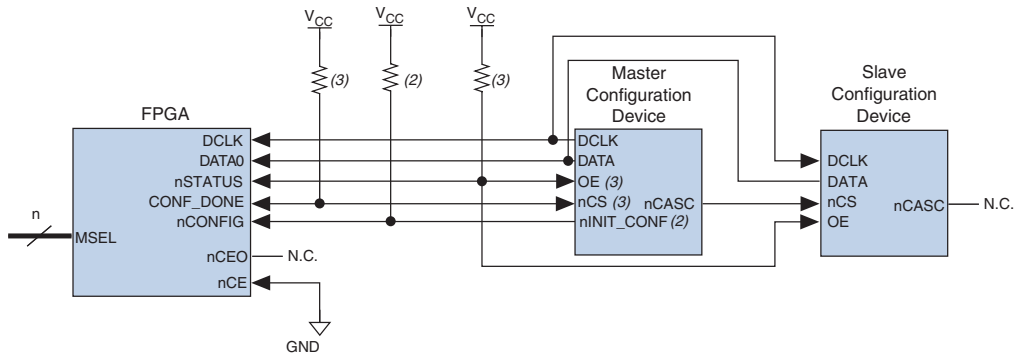 VCC VCC VCC
(3) (2) (3)
Master
Configuration
Device
Slave
Configuration
Device
FPGA
DCLK
DATA0
nSTATUS
CONF_DONE
nCONFIG
n
MSEL
nCEO
N.C.
nCE
GND
DCLK
DATA
OE (3)
nCS (3) nCASC
nINIT_CONF (2)
DCLK
DATA
nCS
nCASC
N.C.
OE